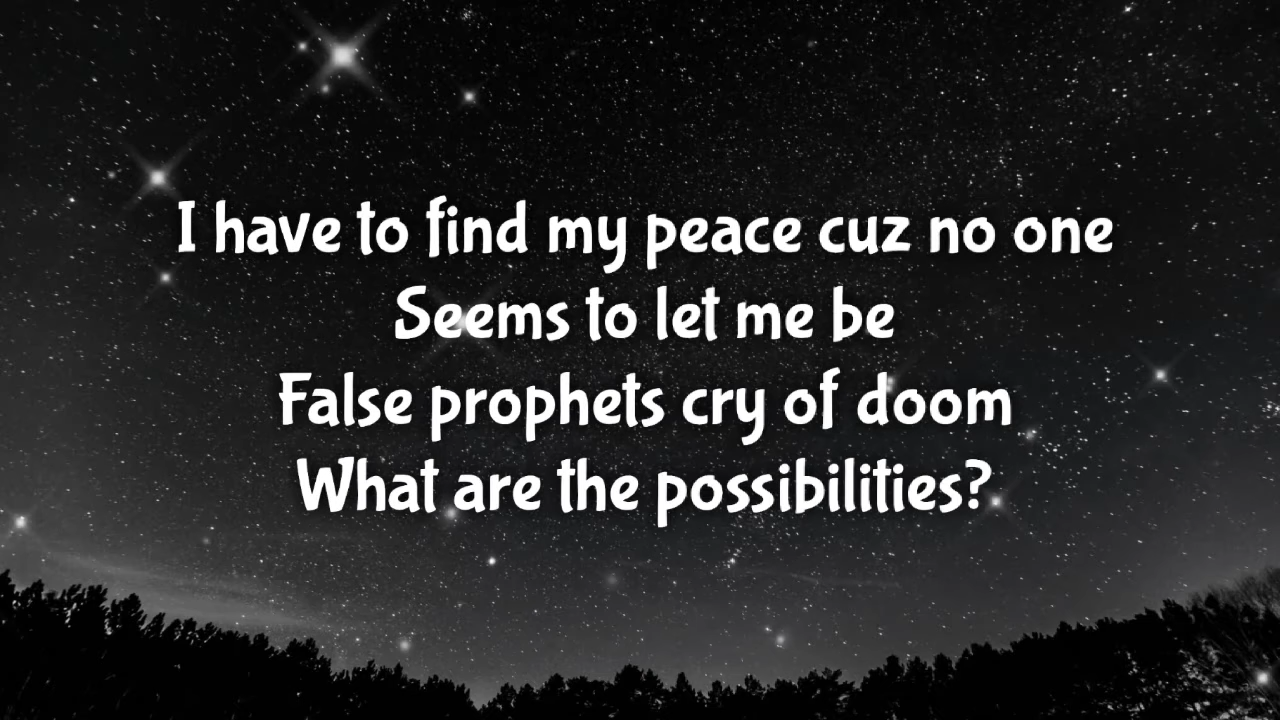 I have to find my peace cuz no one
Seems to let me be
False prophets cry of doom
What are the possibilities?